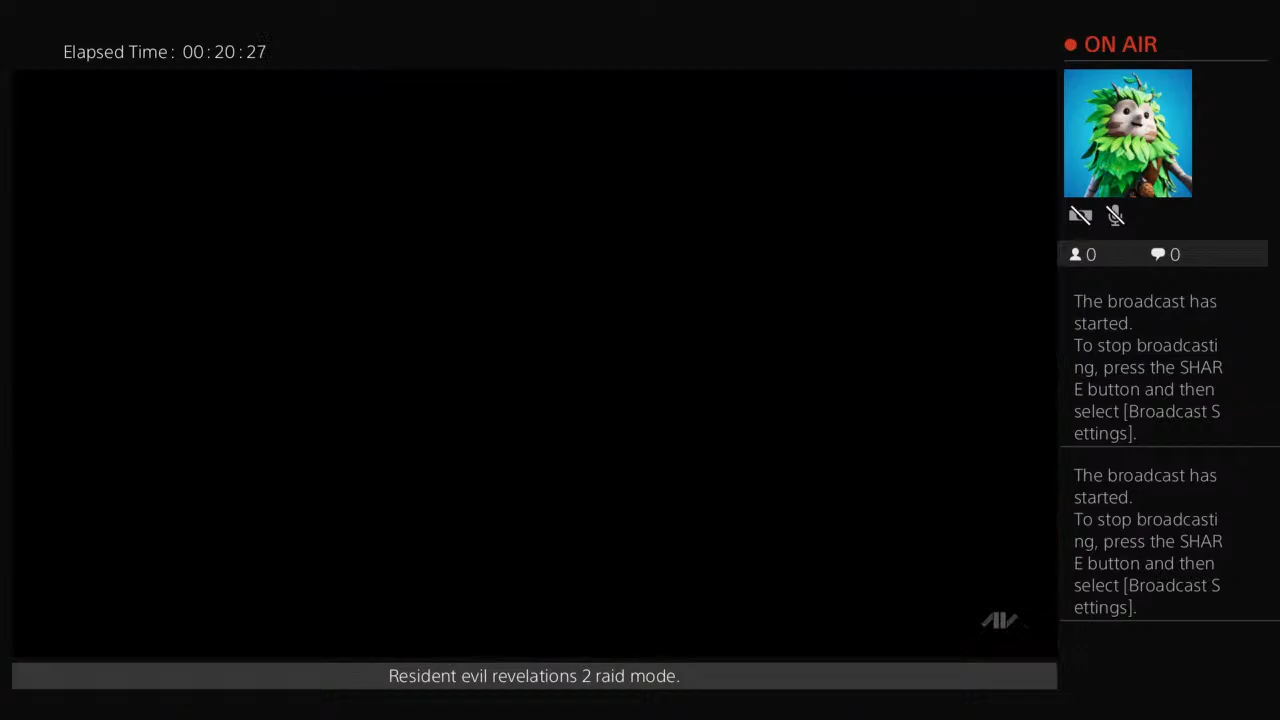 Elapsed Time: 00:20:27
ON AIR
0 0
The broadcast has
started.
To stop broadcasti
ng, press the SHAR
E button and then
select [Broadcast S
ettings].
The broadcast has
started.
To stop broadcasti
ng, press the SHAR
E button and then
select [Broadcast S
ettings].
Resident evil revelations 2 raid mode.